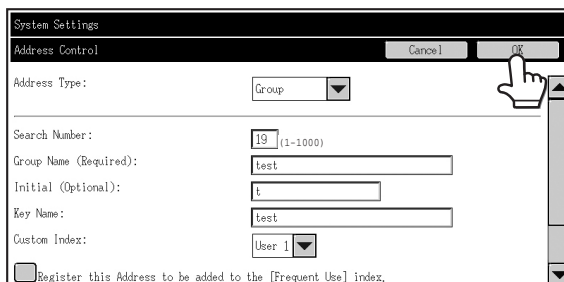 System Settings
Address Control Cancel OK
Address Type: Group
Search Number: 19 (1-1000)
Group Name (Required): test
Initial (Optional): t
Key Name: test
Custom Index: User 1
Register this Address to be added to the [Frequent Use] index.